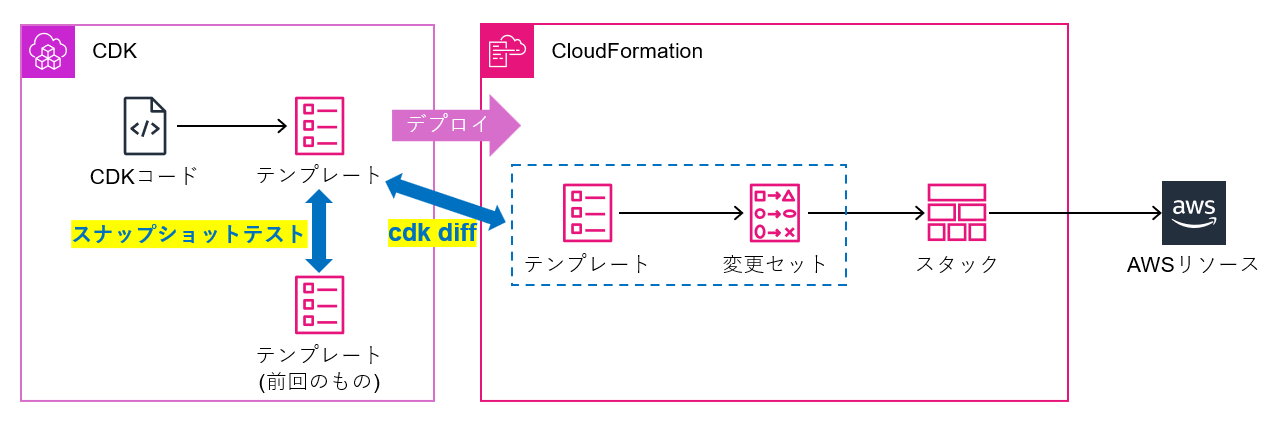 CDK
CloudFormation
デプロイ
CDKコード
テンプレート
スナップショットテスト
cdk diff
テンプレート
変更セット
スタック
aws
AWSリソース
テンプレート
(前回のもの)